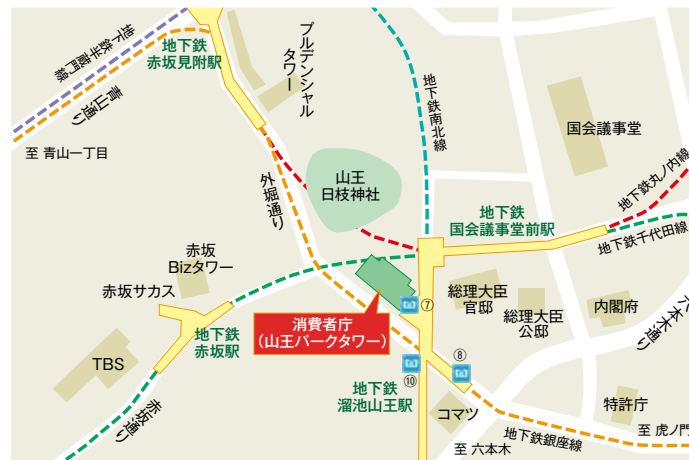 地下鉄半蔵門線
青山通り
至 青山一丁目
地下鉄
赤坂見附駅
プルデンシャル
タワー
外堀通り
山王
日枝神社
地下鉄南北線
国会議事堂
地下鉄丸ノ内線
地下鉄千代田線
地下鉄
国会議事堂前駅
赤坂
Bizタワー
赤坂サカス
地下鉄
赤坂駅
TBS
赤坂通り
消費者庁
(山王パークタワー)
⑦
総理大臣
官邸
総理大臣
公邸
内閣府
六本木通り
⑧
⑩
地下鉄
溜池山王駅
コマツ
特許庁
至 六本木
地下鉄銀座線
至 虎ノ門